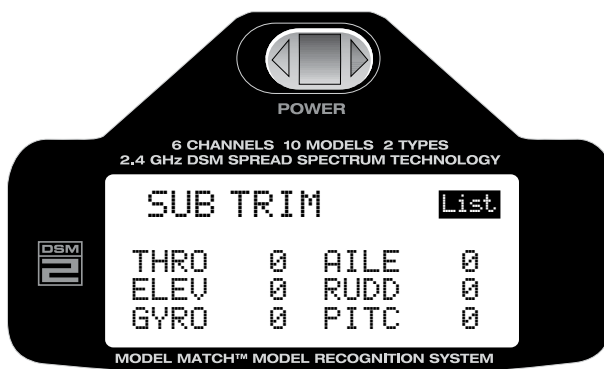 POWER
6 CHANNELS 10 MODELS 2 TYPES
2.4 GHz DSM SPREAD SPECTRUM TECHNOLOGY
SUB TRIM List
DSM
2
THRO 0 AILE 0
ELEV 0 RUDD 0
GYRO 0 PITC 0
MODEL MATCH™ MODEL RECOGNITION SYSTEM